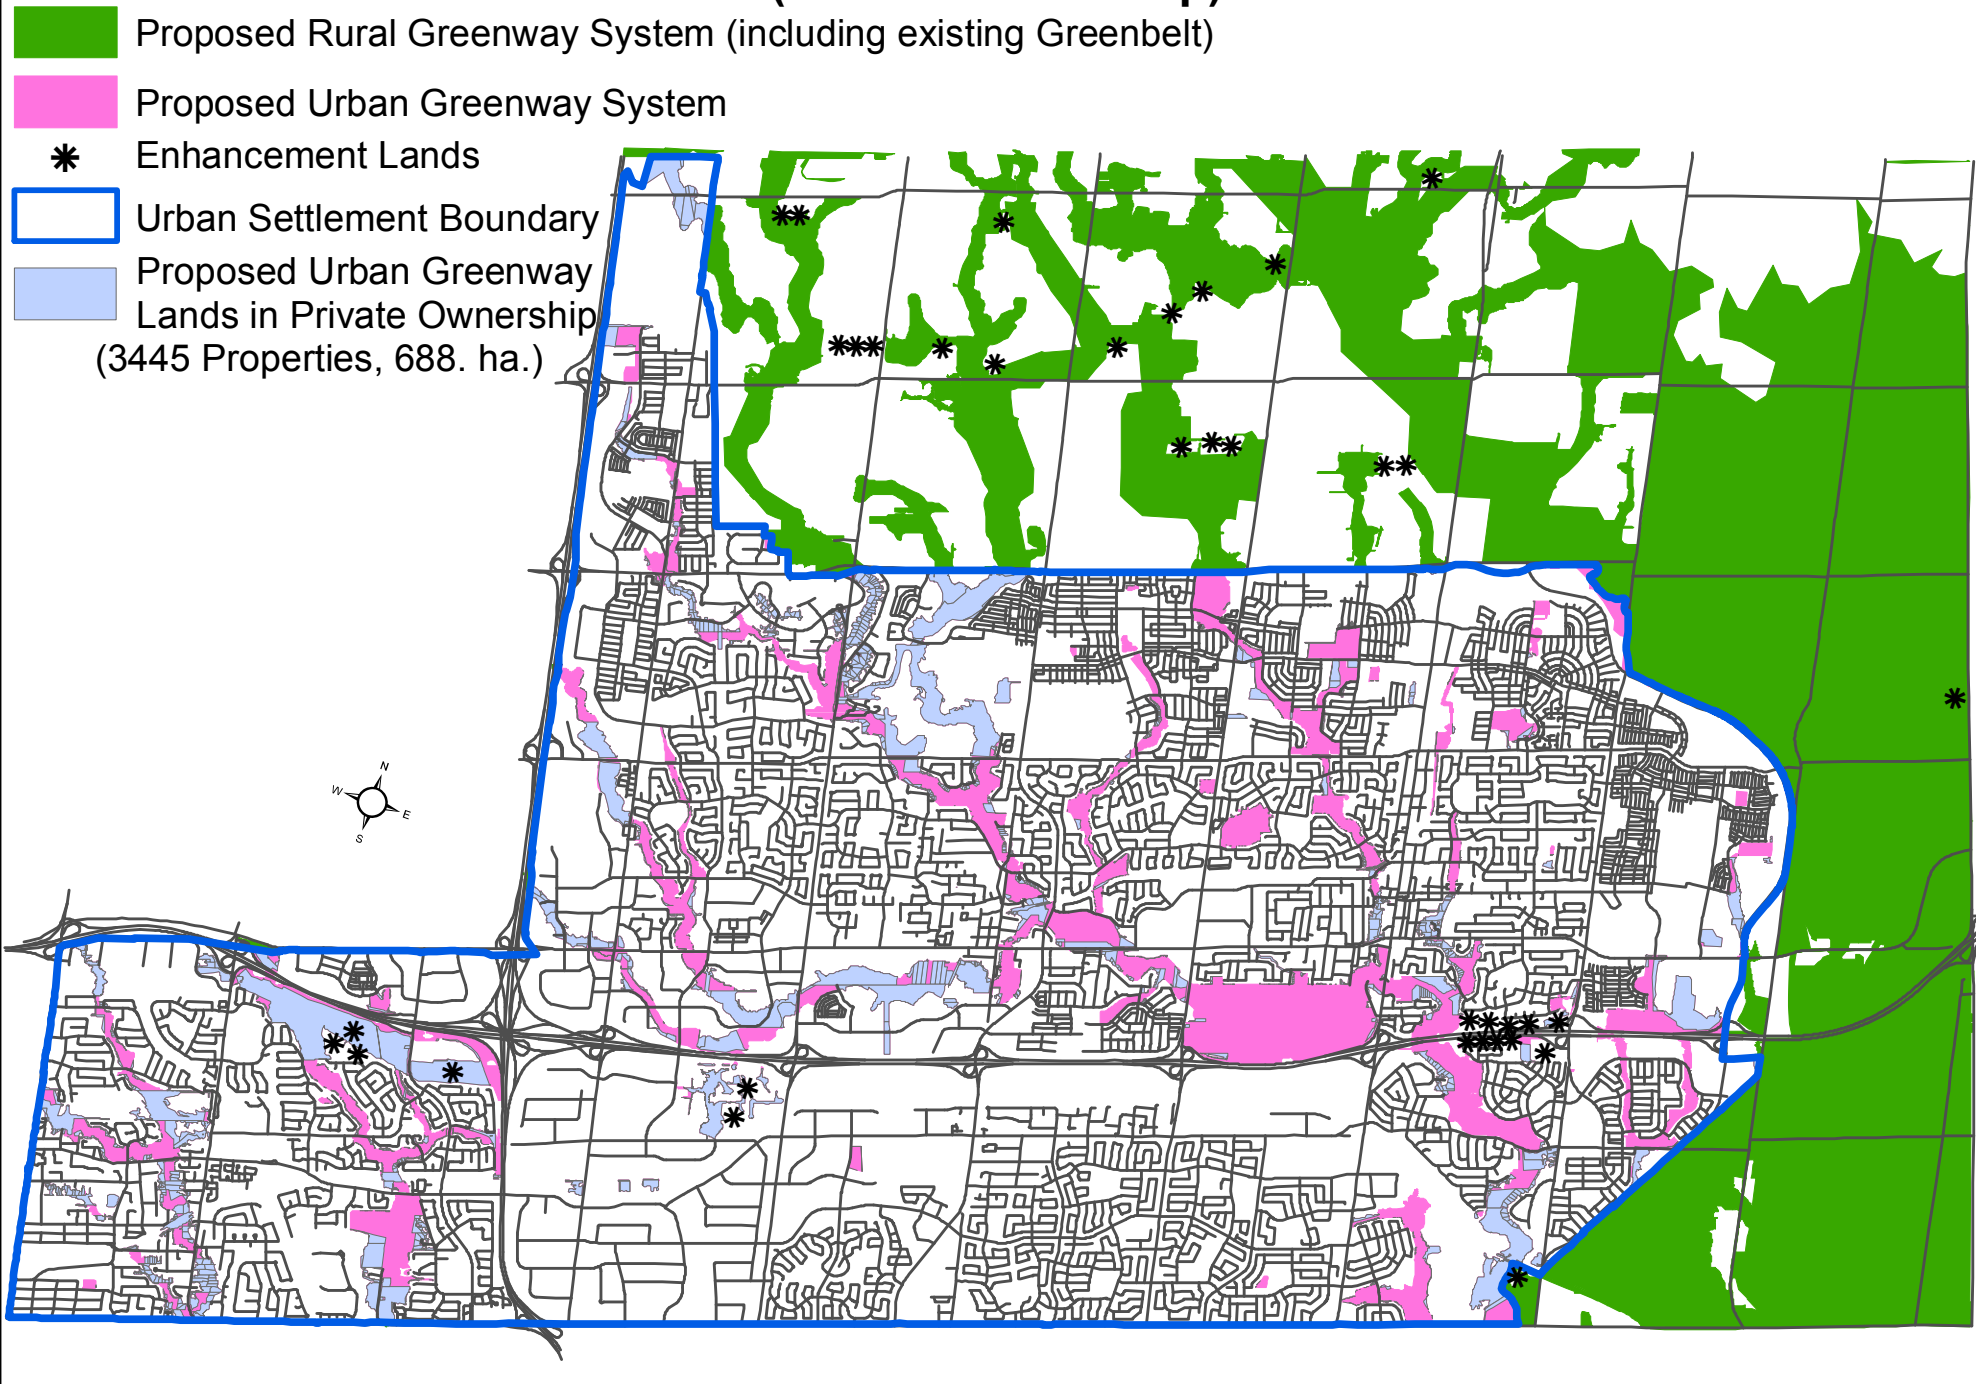 Proposed Rural Greenway System (including existing Greenbelt)
Proposed Urban Greenway System
Enhancement Lands
Urban Settlement Boundary
Proposed Urban Greenway
Lands in Private Ownership
(3445 Properties, 688. ha.)
N
W
E
S